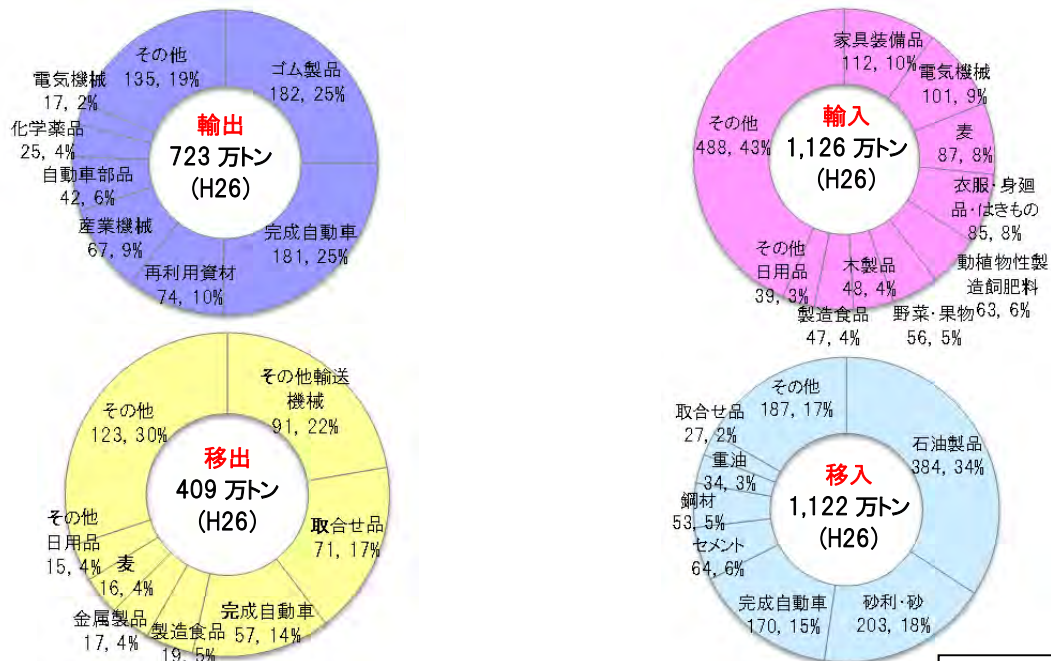 ゴム製品
182, 25%
完成自動車
181, 25%
再利用資材
74, 10%
産業機械
67, 9%
自動車部品
42, 6%
化学薬品
25, 4%
電気機械
17, 2%
その他
135, 19%
輸出
723 万トン
(H26)
家具装備品
112, 10%
電気機械
101, 9%
麦
87, 8%
衣服・身廻
品・はきもの
85, 8%
動植物性製
造飼肥料
63, 6%
野菜・果物
56, 5%
木製品
48, 4%
製造食品
47, 4%
その他
日用品
39, 3%
その他
488, 43%
輸入
1,126 万トン
(H26)
その他輸送
機械
91, 22%
取合せ品
71, 17%
完成自動車
57, 14%
製造食品
19, 5%
金属製品
17, 4%
麦
16, 4%
その他
日用品
15, 4%
その他
123, 30%
移出
409 万トン
(H26)
石油製品
384, 34%
砂利・砂
203, 18%
完成自動車
170, 15%
セメント
64, 6%
鋼材
53, 5%
重油
34, 3%
取合せ品
27, 2%
その他
187, 17%
移入
1,122 万トン
(H26)